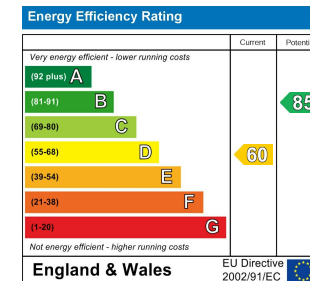 Energy Efficiency Rating
Current
Very energy efficient - lower running costs
(92 plus) A
(81-91) B
85
(69-80) C
(55-68) D
60
(39-54) E
(21-38) F
(1-20) G
Not energy efficient - higher running costs
England & Wales
EU Directive
2002/91/EC